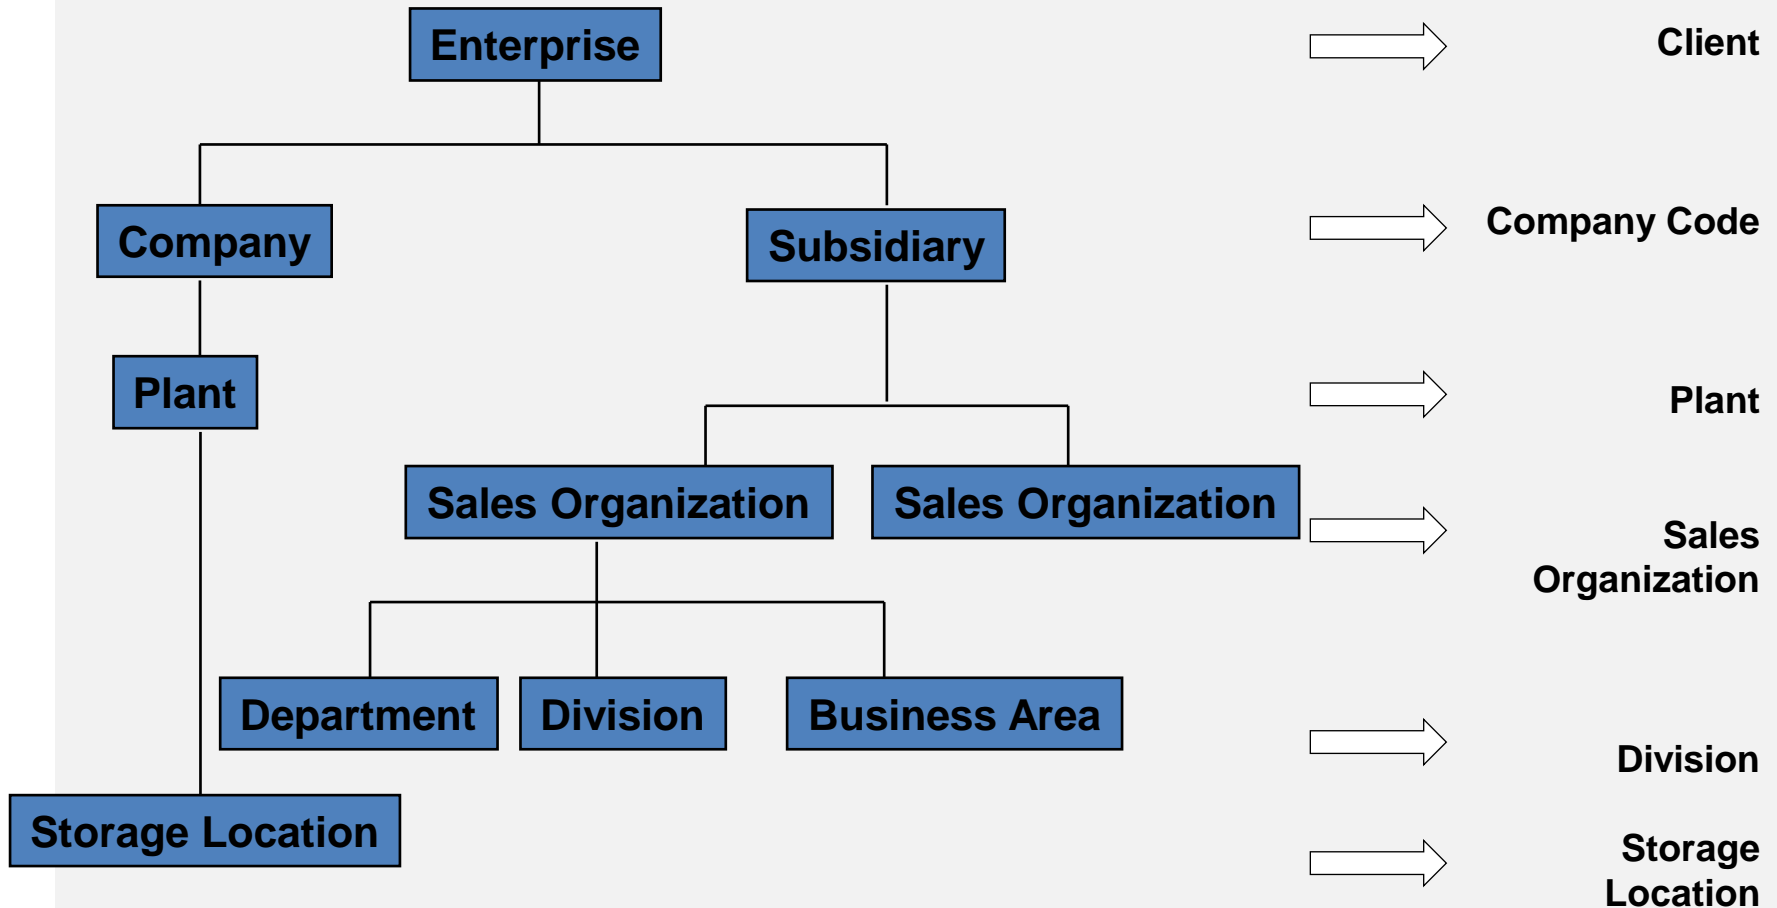 Enterprise
Client
Company
Subsidiary
Company Code
Plant
Plant
Sales Organization
Sales Organization
Sales
Organization
Department
Division
Business Area
Division
Storage Location
Storage
Location